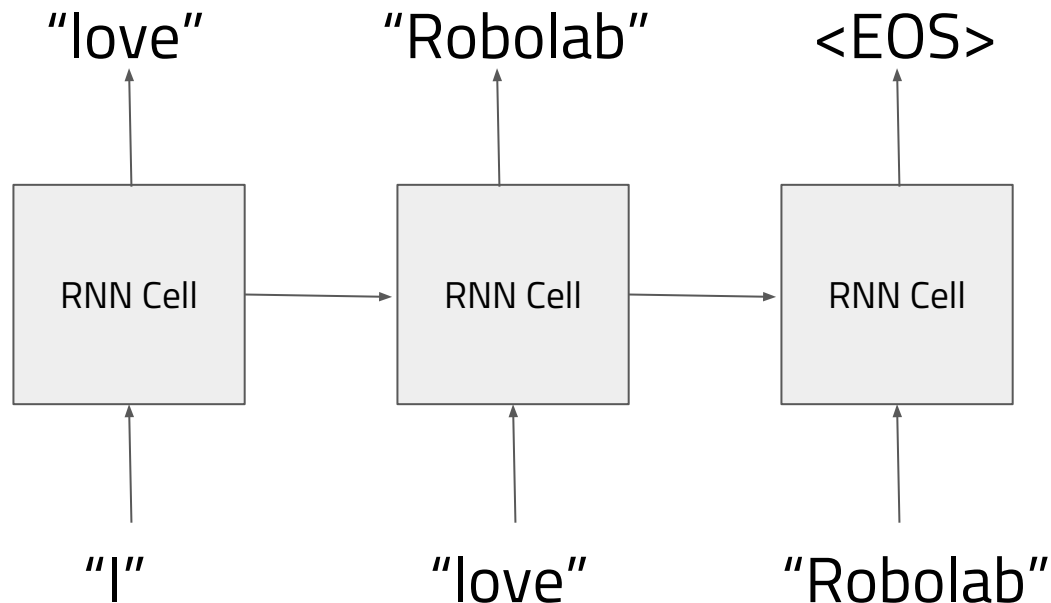 “love” “Robolab” <EOS>
RNN Cell RNN Cell RNN Cell
“I” “love” “Robolab”